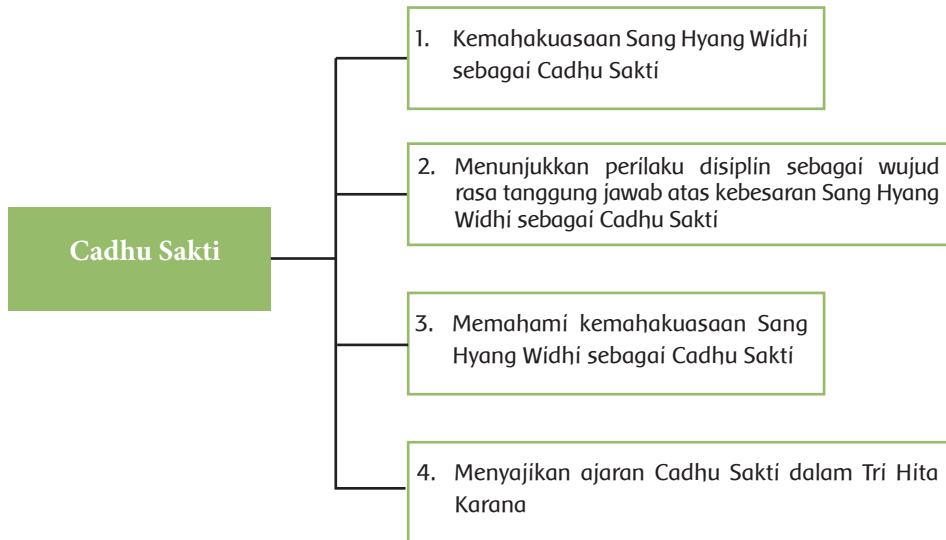 1. Kemahakuasaan Sang Hyang Widhi
sebagai Cadhu Sakti
2. Menunjukkan perilaku disiplin sebagai wujud
rasa tanggung jawab atas kebesaran Sang Hyang
Widhi sebagai Cadhu Sakti
Cadhu Sakti
3. Memahami kemahakuasaan Sang
Hyang Widhi sebagai Cadhu Sakti
4. Menyajikan ajaran Cadhu Sakti dalam Tri Hita
Karana